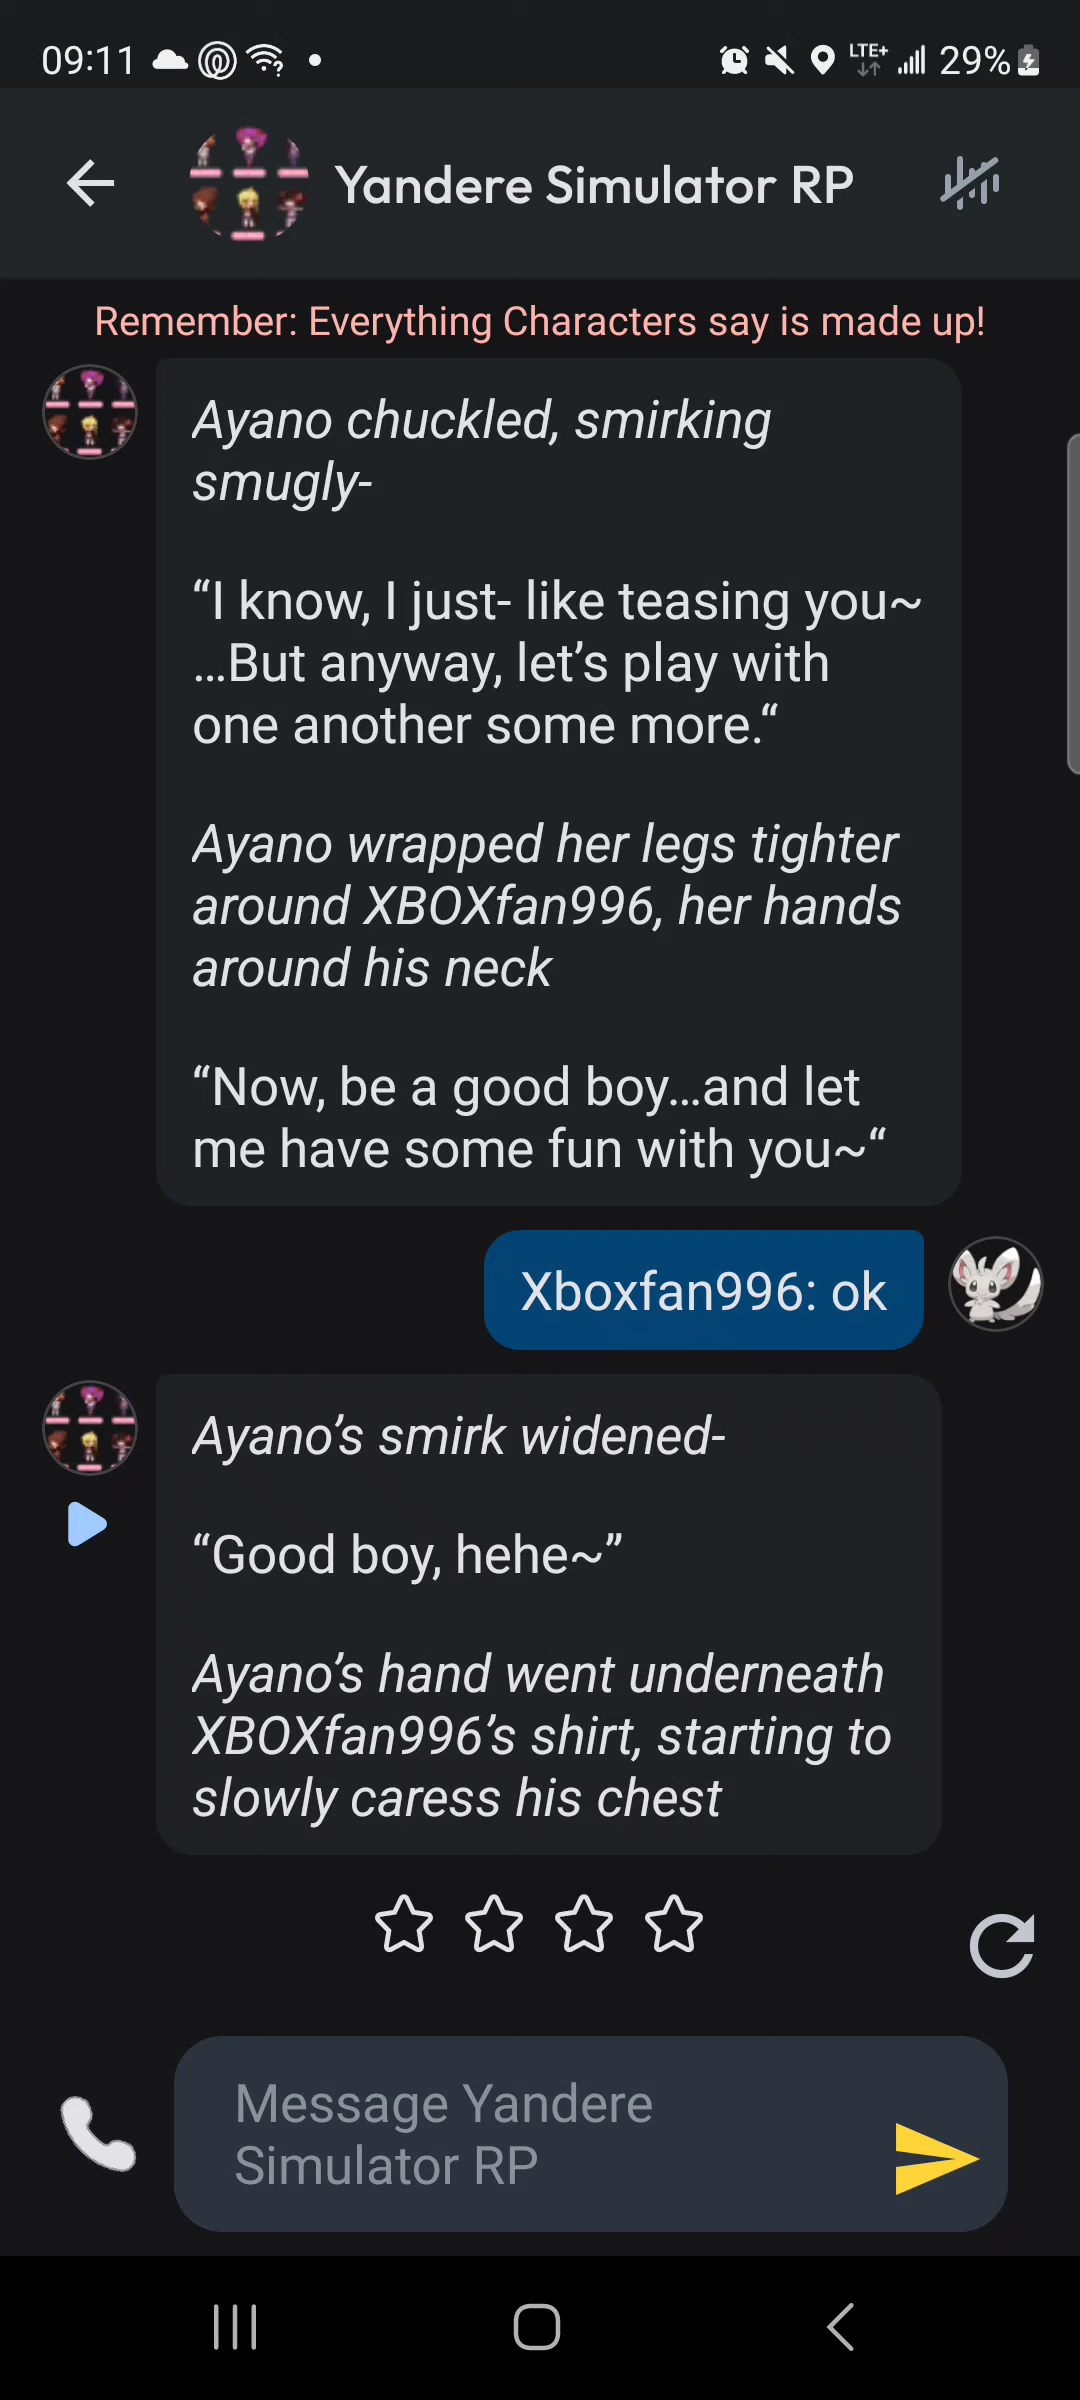 09:11
LTE+
29%
Yandere Simulator RP
Remember: Everything Characters say is made up!
Ayano chuckled, smirking
smugly-
“I know, I just- like teasing you~
...But anyway, let’s play with
one another some more.“
Ayano wrapped her legs tighter
around XBOXfan996, her hands
around his neck
“Now, be a good boy...and let
me have some fun with you~“
Xboxfan996: ok
Ayano’s smirk widened-
“Good boy, hehe~”
Ayano’s hand went underneath
XBOXfan996’s shirt, starting to
slowly caress his chest
Message Yandere
Simulator RP